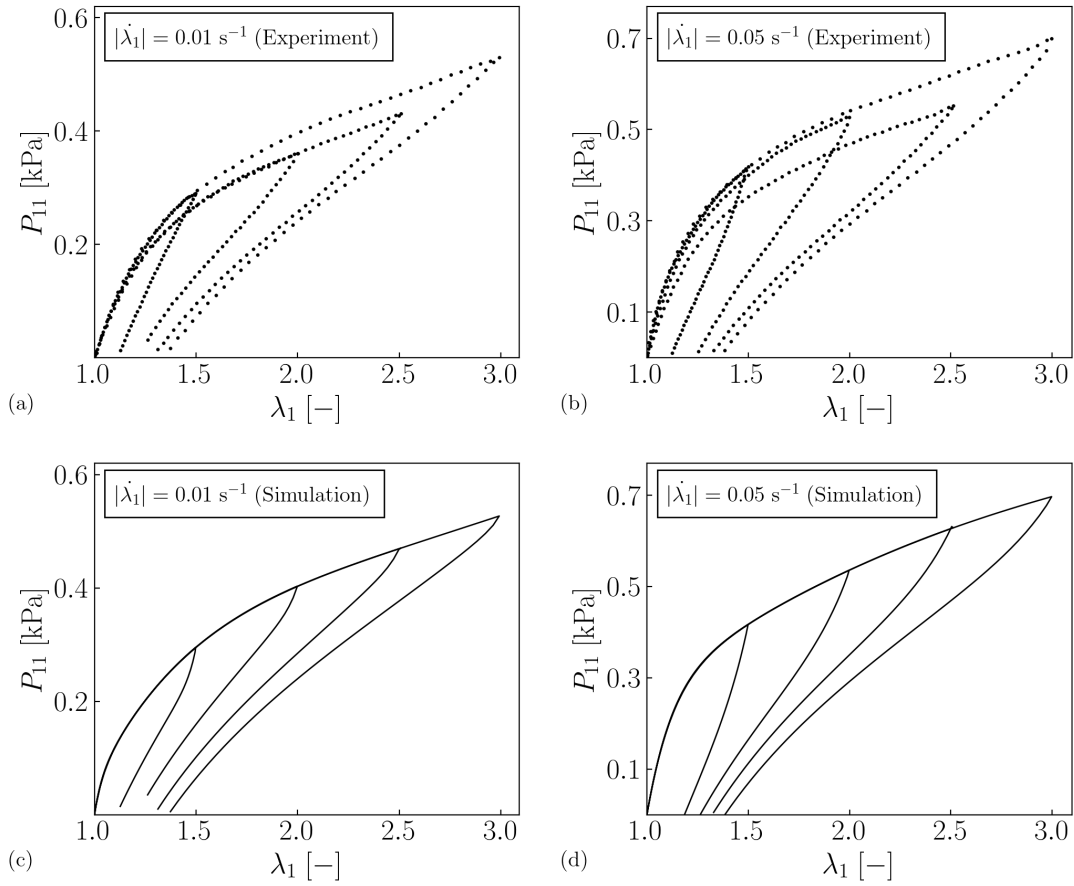 |λ̇₁| = 0.01 s⁻¹ (Experiment)
0.6
0.4
0.2
P₁₁ [kPa]
1.0 1.5 2.0 2.5 3.0
λ₁ [−]
(a)
|λ̇₁| = 0.05 s⁻¹ (Experiment)
0.7
0.5
0.3
0.1
P₁₁ [kPa]
1.0 1.5 2.0 2.5 3.0
λ₁ [−]
(b)
|λ̇₁| = 0.01 s⁻¹ (Simulation)
0.6
0.4
0.2
P₁₁ [kPa]
1.0 1.5 2.0 2.5 3.0
λ₁ [−]
(c)
|λ̇₁| = 0.05 s⁻¹ (Simulation)
0.7
0.5
0.3
0.1
P₁₁ [kPa]
1.0 1.5 2.0 2.5 3.0
λ₁ [−]
(d)